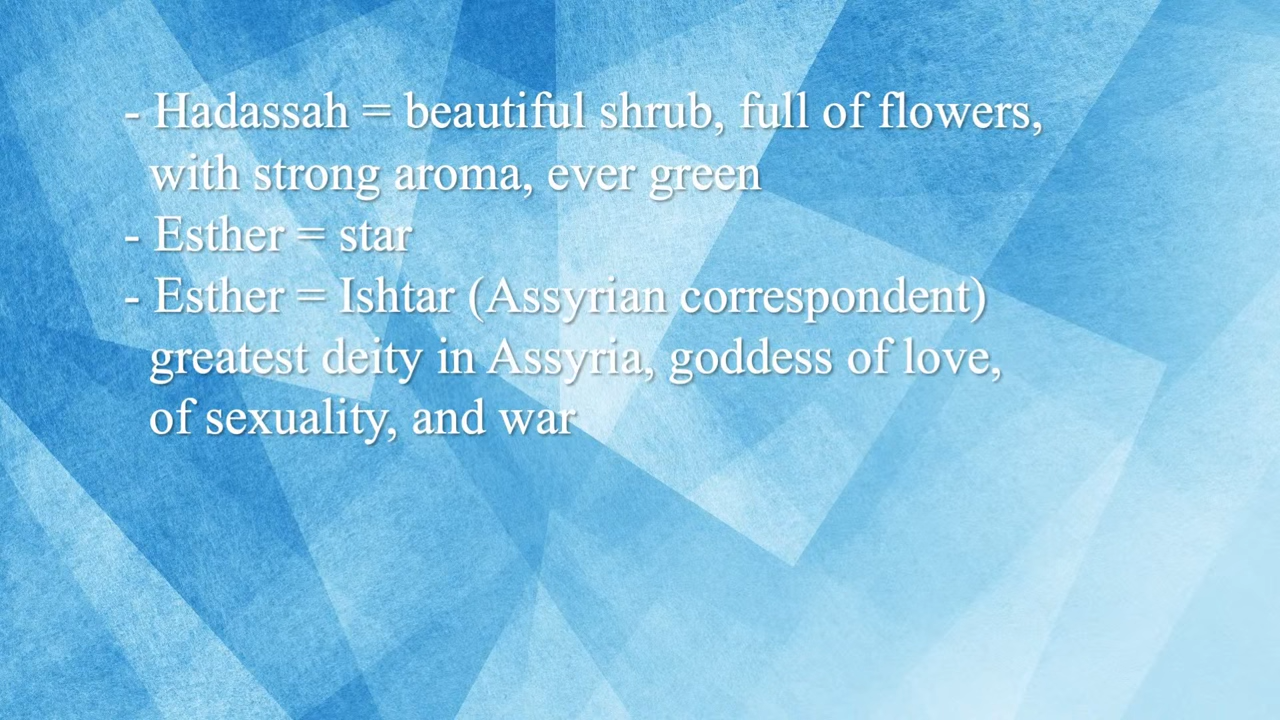 - Hadassah = beautiful shrub, full of flowers,
with strong aroma, ever green
- Esther = star
- Esther = Ishtar (Assyrian correspondent)
greatest deity in Assyria, goddess of love,
of sexuality, and war